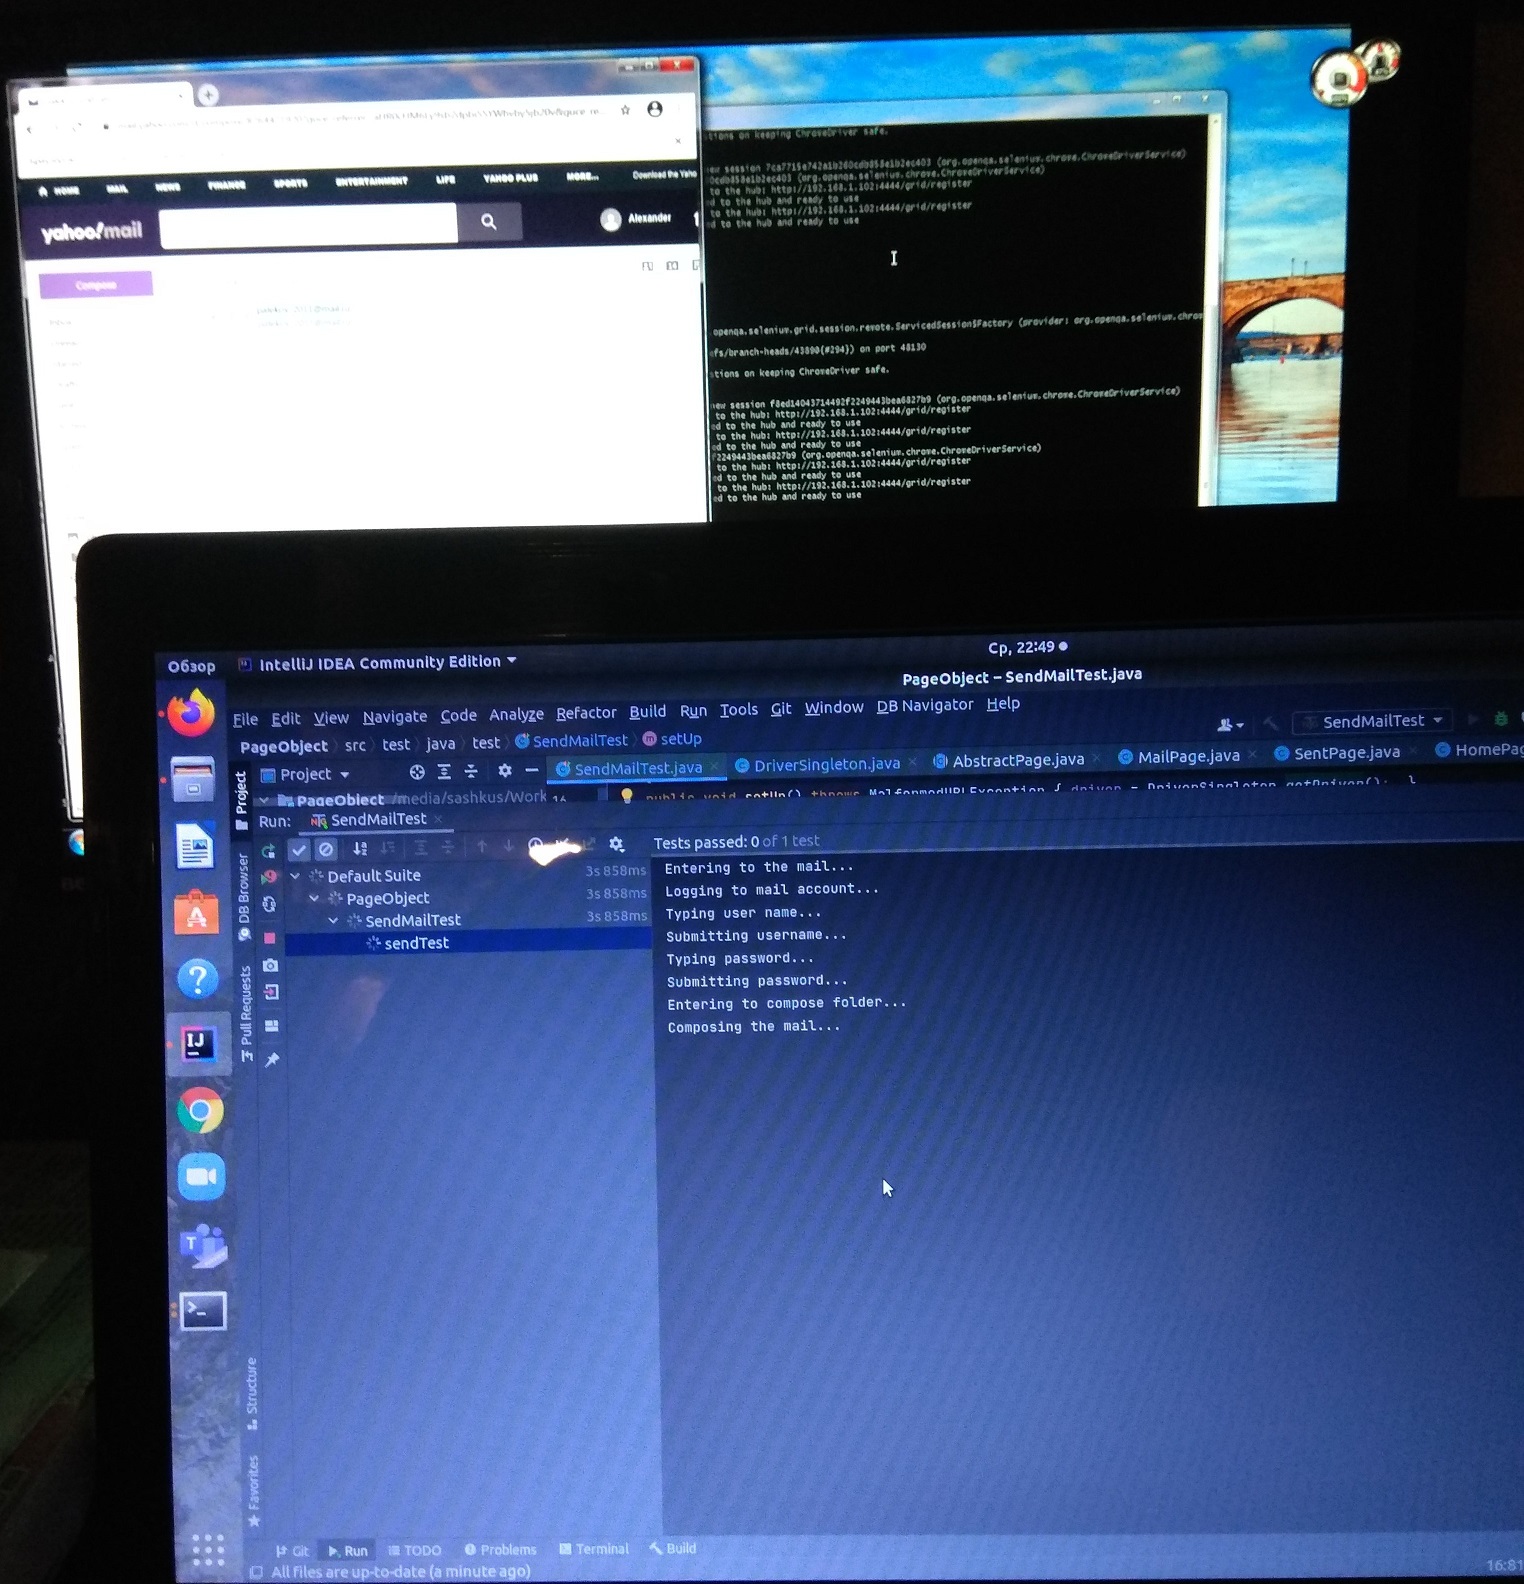 HOME MAIL NEWS FINANCE SPORTS ENTERTAINMENT LIFE YAHOO PLUS MORE... Download the Yaho
yahoo!mail
Alexander
Compose
tions on keeping ChromeDriver safe.
new session 7ca7715e742a1b260cdb853e1b2ec403 (org.openqa.selenium.chrome.ChromeDriverService)
0cdb853e1b2ec403 (org.openqa.selenium.chrome.ChromeDriverService)
to the hub: http://192.168.1.102:4444/grid/register
ed to the hub and ready to use
to the hub: http://192.168.1.102:4444/grid/register
ed to the hub and ready to use
openqa.selenium.grid.session.remote.ServicedSession$Factory (provider: org.openqa.selenium.chrom
efs/branch-heads/4389@{#294}) on port 48130
tions on keeping ChromeDriver safe.
new session f8ed14043714492f2249443bea6827b9 (org.openqa.selenium.chrome.ChromeDriverService)
to the hub: http://192.168.1.102:4444/grid/register
ed to the hub and ready to use
to the hub: http://192.168.1.102:4444/grid/register
ed to the hub and ready to use
f2249443bea6827b9 (org.openqa.selenium.chrome.ChromeDriverService)
to the hub: http://192.168.1.102:4444/grid/register
ed to the hub and ready to use
to the hub: http://192.168.1.102:4444/grid/register
ed to the hub and ready to use
Обзор IntelliJ IDEA Community Edition Ср, 22:49
PageObject – SendMailTest.java
File Edit View Navigate Code Analyze Refactor Build Run Tools Git Window DB Navigator Help
SendMailTest
PageObject src test java test SendMailTest setUp
Project SendMailTest.java DriverSingleton.java AbstractPage.java MailPage.java SentPage.java HomePag
PageObject /media/sashkus/Work 16 public void setUp() throws MalformedURLException { driver = DriverSingleton.getDriver(); }
Run: SendMailTest
Tests passed: 0 of 1 test
Default Suite 3s 858ms
PageObject 3s 858ms
SendMailTest 3s 858ms
sendTest
Entering to the mail...
Logging to mail account...
Typing user name...
Submitting username...
Typing password...
Submitting password...
Entering to compose folder...
Composing the mail...
Project
DB Browser
Pull Requests
Structure
Favorites
Git Run TODO Problems Terminal Build
All files are up-to-date (a minute ago)
16:81